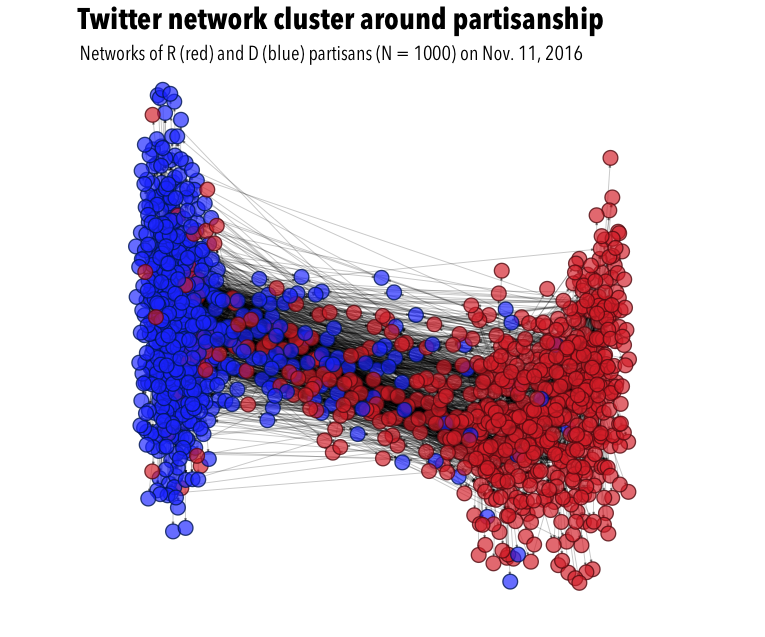 Twitter network cluster around partisanship
Networks of R (red) and D (blue) partisans (N = 1000) on Nov. 11, 2016